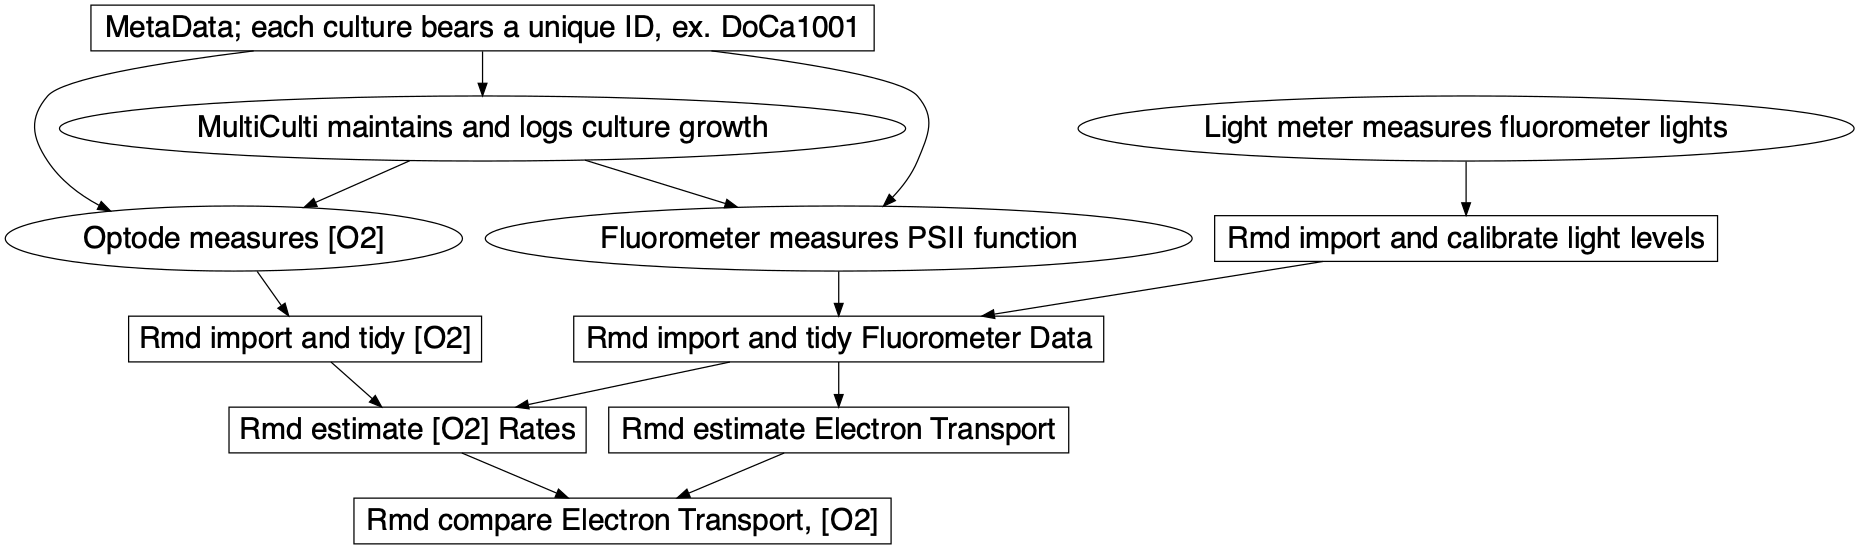 MetaData; each culture bears a unique ID, ex. DoCa1001
MultiCulti maintains and logs culture growth
Light meter measures fluorometer lights
Optode measures [O2]
Fluorometer measures PSII function
Rmd import and calibrate light levels
Rmd import and tidy [O2]
Rmd import and tidy Fluorometer Data
Rmd estimate [O2] Rates
Rmd estimate Electron Transport
Rmd compare Electron Transport, [O2]